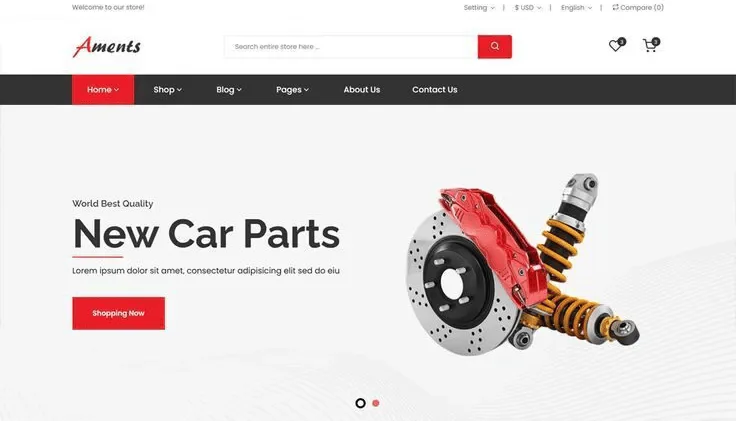 Welcome to our store!
Setting | $ USD | English | Compare (0)
Aments
Search entire store here ...
3
3
Home Shop Blog Pages About Us Contact Us
World Best Quality
New Car Parts
Lorem ipsum dolor sit amet, consectetur adipisicing elit sed do eiu
Shopping Now